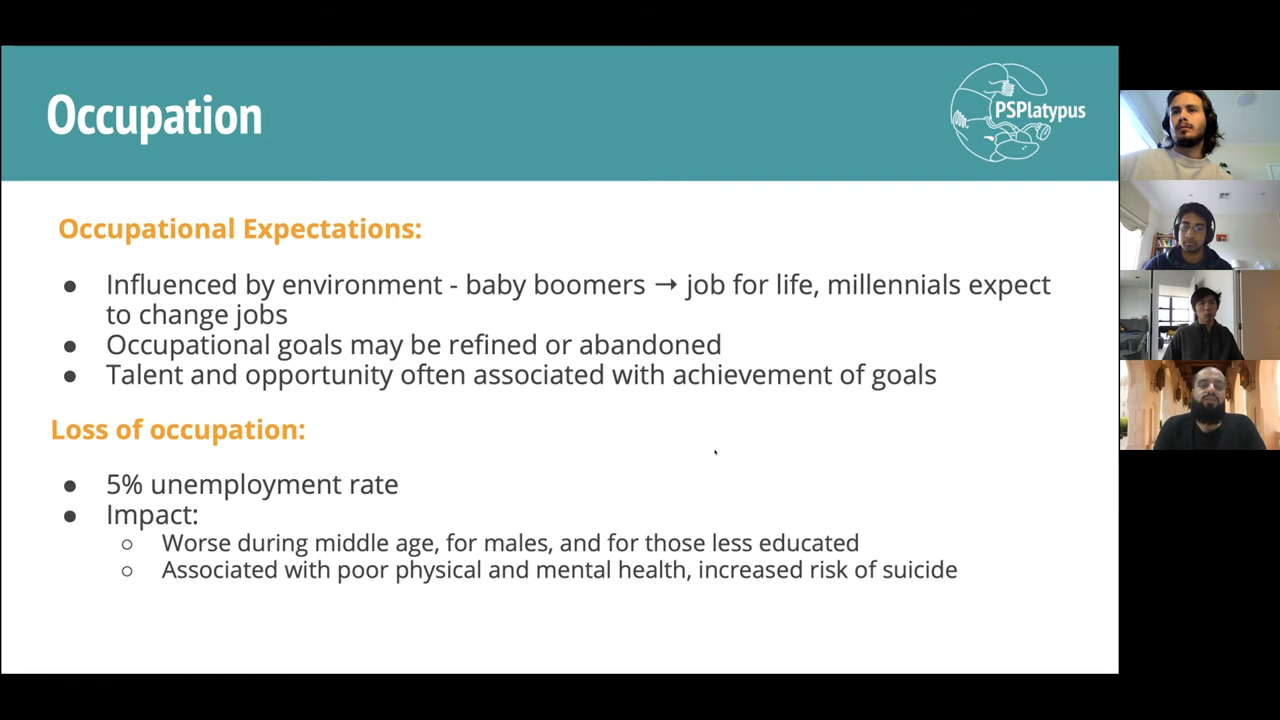 Occupation
PSPlatypus
Occupational Expectations:
● Influenced by environment - baby boomers → job for life, millennials expect
to change jobs
● Occupational goals may be refined or abandoned
● Talent and opportunity often associated with achievement of goals
Loss of occupation:
● 5% unemployment rate
● Impact:
○ Worse during middle age, for males, and for those less educated
○ Associated with poor physical and mental health, increased risk of suicide